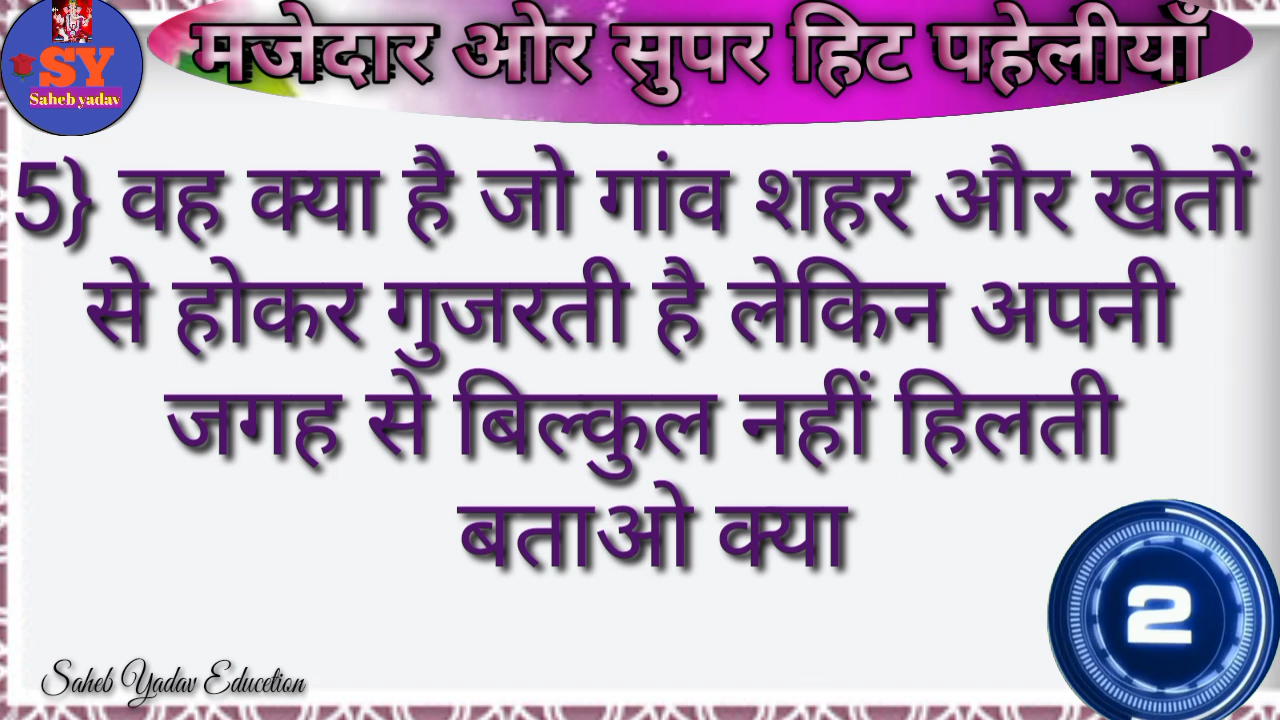 SY
Saheb yadav
मजेदार ओर सुपर हिट पहेलीयाँ
5} वह क्या है जो गांव शहर और खेतों
से होकर गुजरती है लेकिन अपनी
जगह से बिल्कुल नहीं हिलती
बताओ क्या
2
Saheb Yadav Educetion